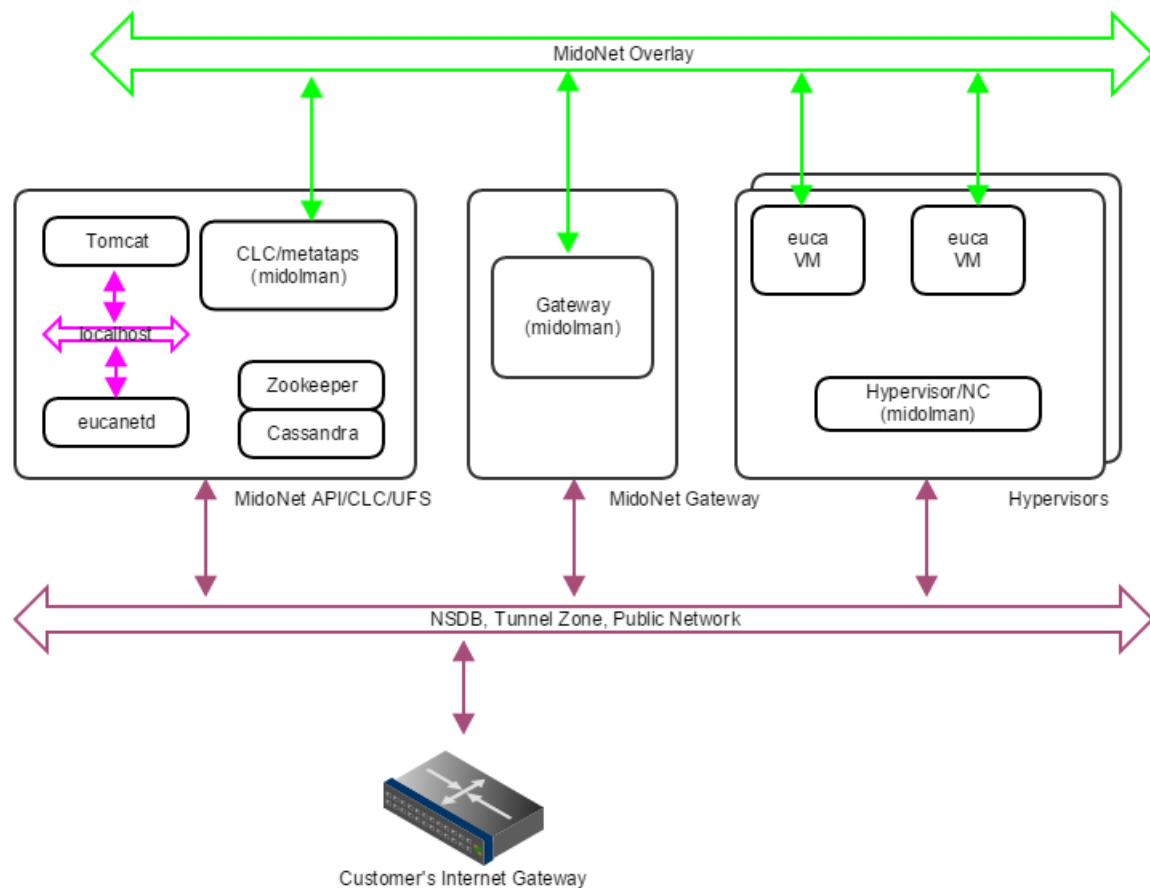 MidoNet Overlay
Tomcat
CLC/metataps
(midolman)
localhost
eucanetd
Zookeeper
Cassandra
MidoNet API/CLC/UFS
Gateway
(midolman)
MidoNet Gateway
euca
VM
euca
VM
Hypervisor/NC
(midolman)
Hypervisors
NSDB, Tunnel Zone, Public Network
Customer's Internet Gateway